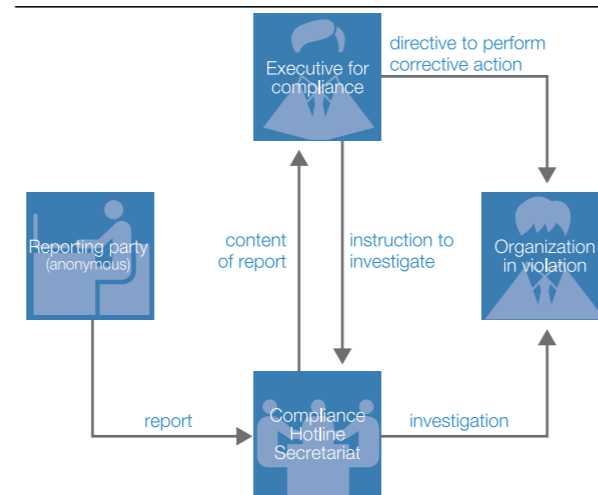 Executive for
compliance
directive to perform
corrective action
Reporting party
(anonymous)
content
of report
instruction to
investigate
Organization
in violation
report
Compliance
Hotline
Secretariat
investigation